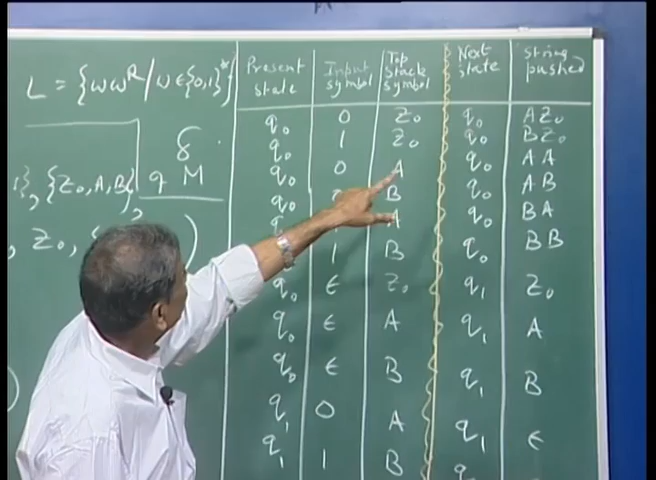 L = {ωω^R / ω ∈ {0,1}*}
δ
q M
}, {Z₀, A, B}
, Z₀,
Present state | Input symbol | Top Stack symbol | Next state | String pushed
q₀ 0 Z₀ q₀ AZ₀
q₀ 1 Z₀ q₀ BZ₀
q₀ 0 A q₀ AA
q₀ B q₀ AB
A q₀ BA
1 B q₀ BB
q₀ ϵ Z₀ q₁ Z₀
q₀ ϵ A q₁ A
q₀ ϵ B q₁ B
q₁ 0 A q₁ ϵ
q₁ 1 B